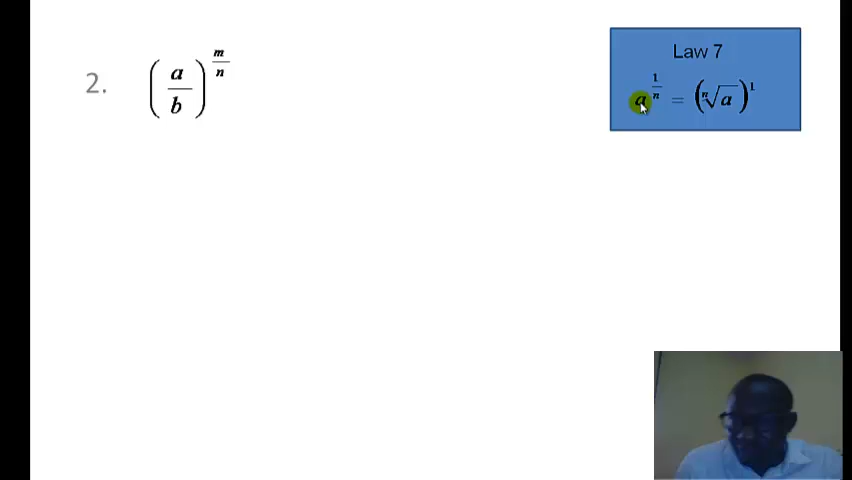 2. (a/b)^(m/n)
Law 7
a^(1/n) = (ⁿ√a)^1